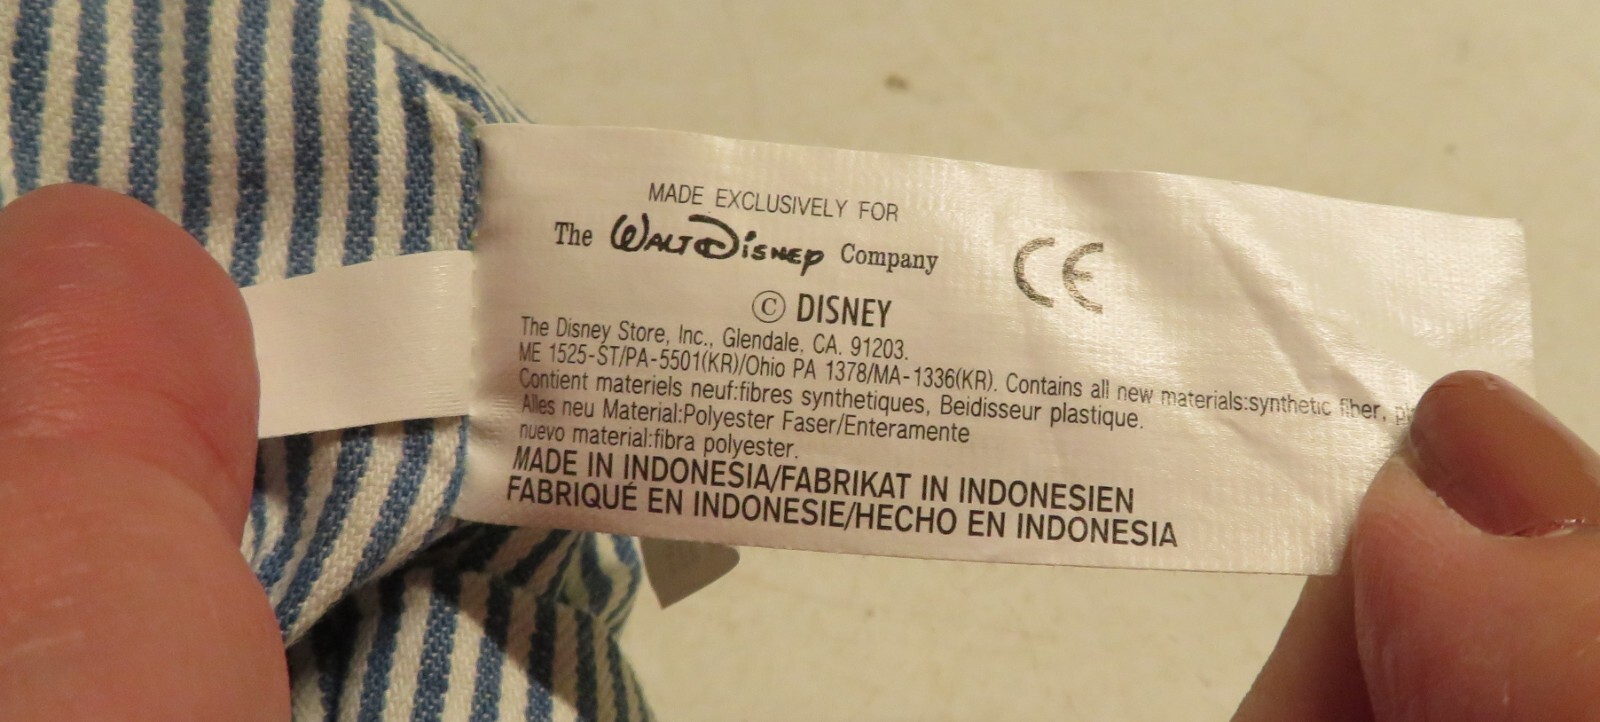 MADE EXCLUSIVELY FOR
The WALT DISNEY Company
CE
© DISNEY
The Disney Store, Inc., Glendale, CA. 91203.
ME 1525-ST/PA-5501(KR)/Ohio PA 1378/MA-1336(KR). Contains all new materials:synthetic fiber,
Contient materiels neuf:fibres synthetiques, Beidisseur plastique.
Alles neu Material:Polyester Faser/Enteramente
nuevo material:fibra polyester.
MADE IN INDONESIA/FABRIKAT IN INDONESIEN
FABRIQUÉ EN INDONESIE/HECHO EN INDONESIA